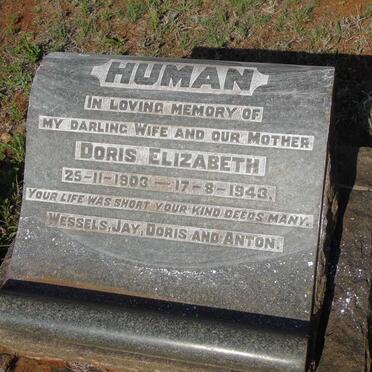 HUMAN
IN LOVING MEMORY OF
MY DARLING WIFE AND OUR MOTHER
DORIS ELIZABETH
25-11-1903 — 17-8-1943.
YOUR LIFE WAS SHORT YOUR KIND DEEDS MANY.
WESSELS, JAY, DORIS AND ANTON.